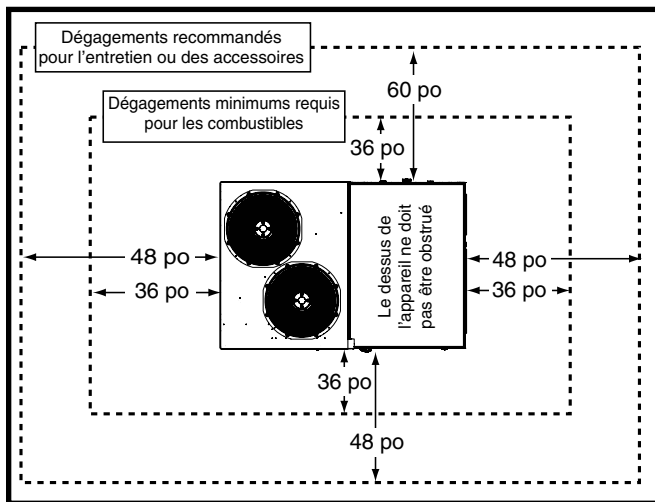 Dégagements recommandés
pour l'entretien ou des accessoires
60 po
Dégagements minimums requis
pour les combustibles
36 po
Le dessus de
l'appareil ne doit
pas être obstrué
48 po
48 po
36 po
36 po
36 po
48 po